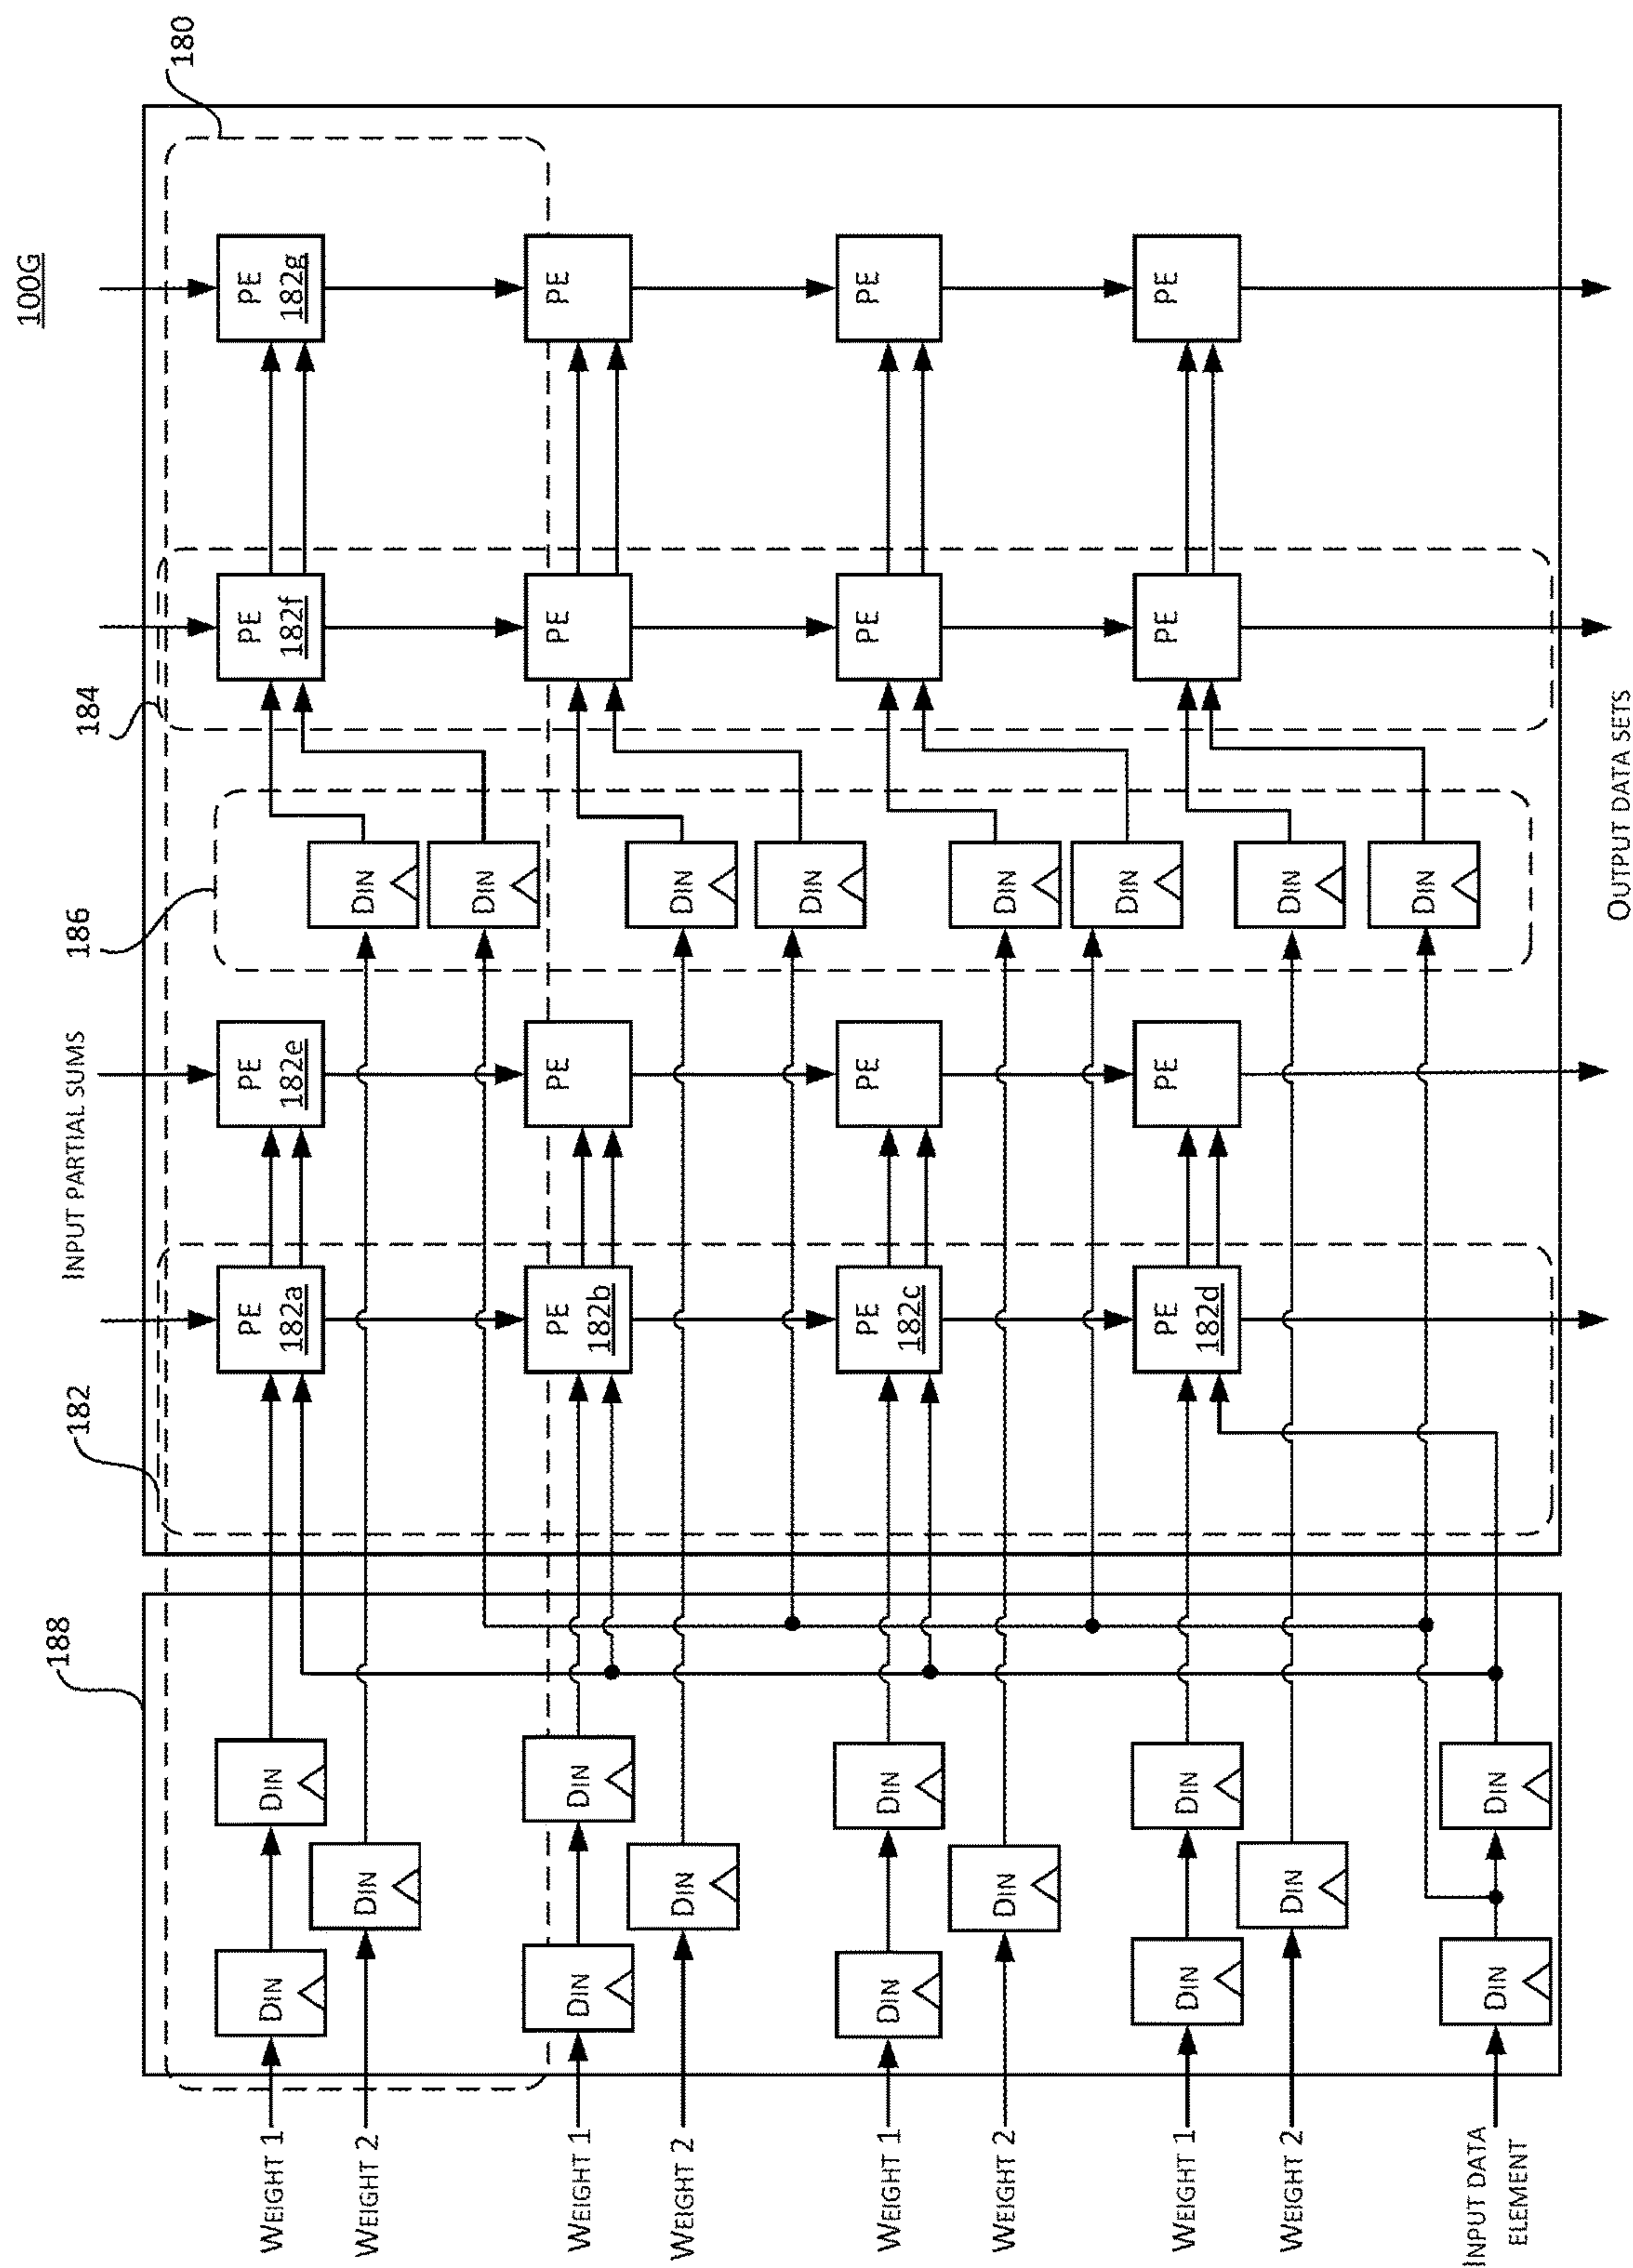 100G
188
182
INPUT PARTIAL SUMS
186
184
180
WEIGHT 1
DIN
DIN
PE
182a
PE
182e
PE
182f
PE
182g
WEIGHT 2
DIN
DIN
DIN
WEIGHT 1
DIN
DIN
PE
182b
PE
PE
PE
WEIGHT 2
DIN
DIN
DIN
WEIGHT 1
DIN
DIN
PE
182c
PE
PE
PE
WEIGHT 2
DIN
DIN
DIN
WEIGHT 1
DIN
DIN
PE
182d
PE
PE
PE
WEIGHT 2
DIN
DIN
DIN
INPUT DATA
ELEMENT
DIN
DIN
OUTPUT DATA SETS